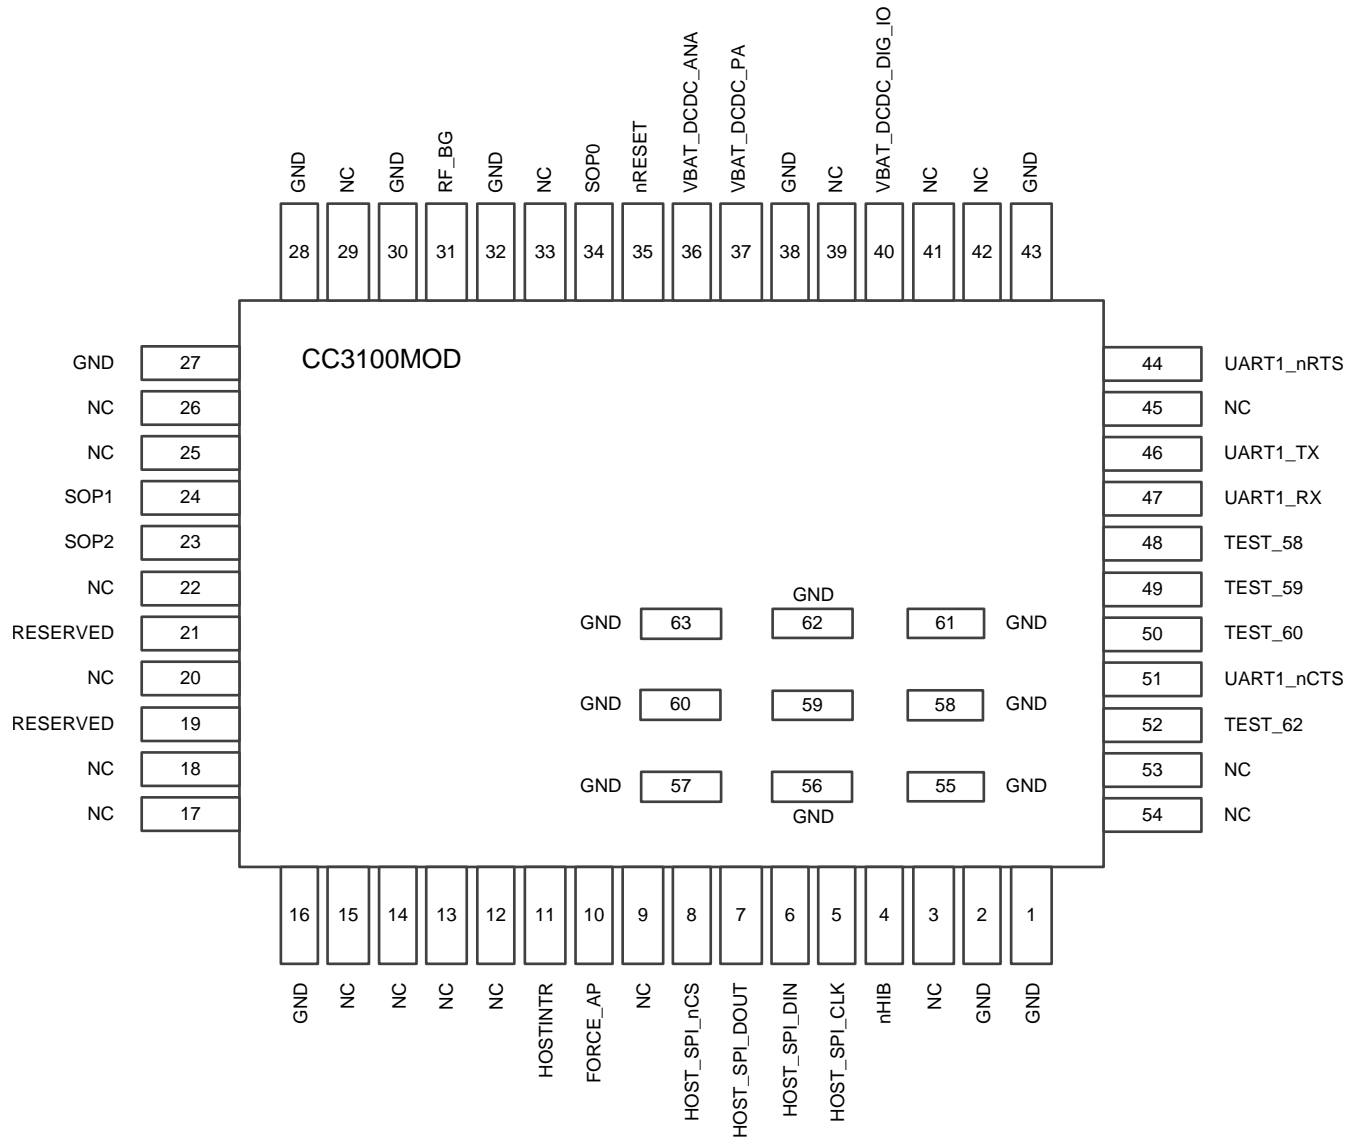 GND
NC
GND
RF_BG
GND
NC
SOP0
nRESET
VBAT_DCDC_ANA
VBAT_DCDC_PA
GND
NC
VBAT_DCDC_DIG_IO
NC
NC
GND
28
29
30
31
32
33
34
35
36
37
38
39
40
41
42
43
CC3100MOD
GND 27
NC 26
NC 25
SOP1 24
SOP2 23
NC 22
RESERVED 21
NC 20
RESERVED 19
NC 18
NC 17
44 UART1_nRTS
45 NC
46 UART1_TX
47 UART1_RX
48 TEST_58
49 TEST_59
50 TEST_60
51 UART1_nCTS
52 TEST_62
53 NC
54 NC
GND
GND 63 62 61 GND
GND 60 59 58 GND
GND 57 56 55 GND
GND
16
15
14
13
12
11
10
9
8
7
6
5
4
3
2
1
GND
NC
NC
NC
NC
HOSTINTR
FORCE_AP
NC
HOST_SPI_nCS
HOST_SPI_DOUT
HOST_SPI_DIN
HOST_SPI_CLK
nHIB
NC
GND
GND